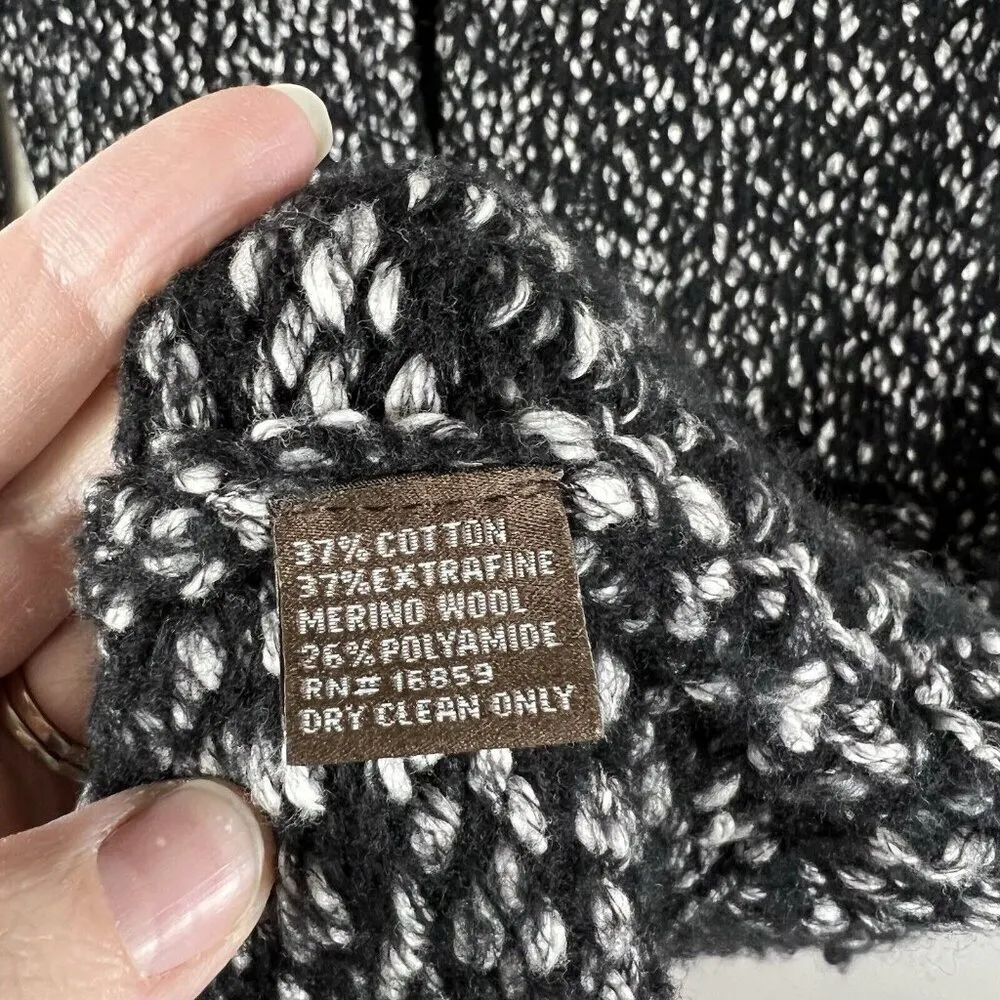 37% COTTON
37% EXTRAFINE
MERINO WOOL
26% POLYAMIDE
RN# 16859
DRY CLEAN ONLY